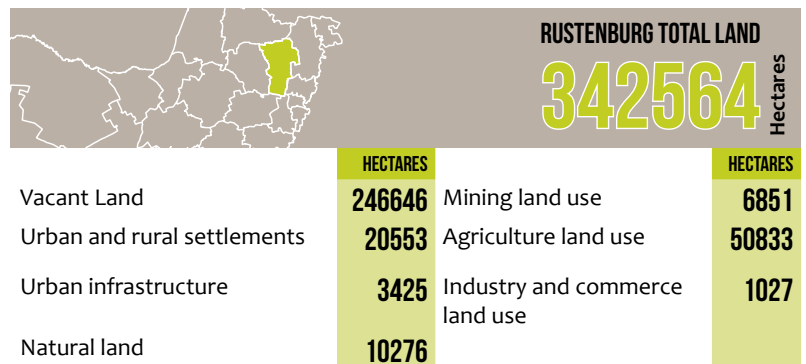 RUSTENBURG TOTAL LAND
342564 Hectares
HECTARES HECTARES
Vacant Land 246646 Mining land use 6851
Urban and rural settlements 20553 Agriculture land use 50833
Urban infrastructure 3425 Industry and commerce 1027
land use
Natural land 10276